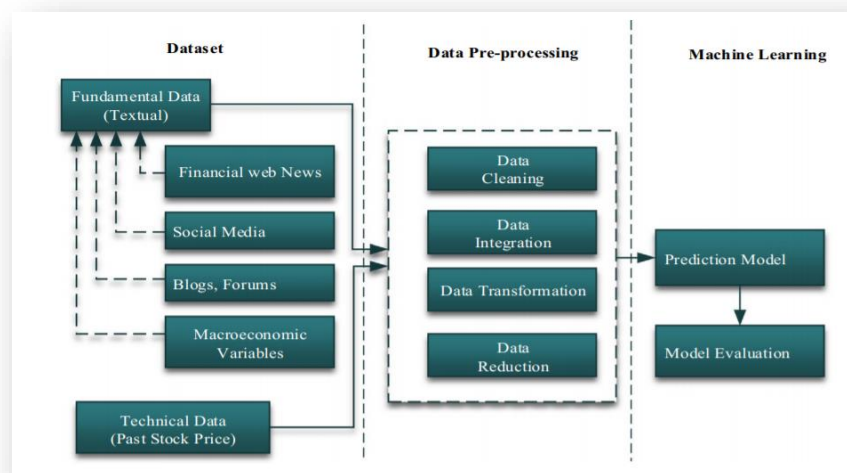 Dataset
Data Pre-processing
Machine Learning
Fundamental Data
(Textual)
Financial web News
Social Media
Blogs, Forums
Macroeconomic
Variables
Technical Data
(Past Stock Price)
Data
Cleaning
Data
Integration
Data Transformation
Data
Reduction
Prediction Model
Model Evaluation